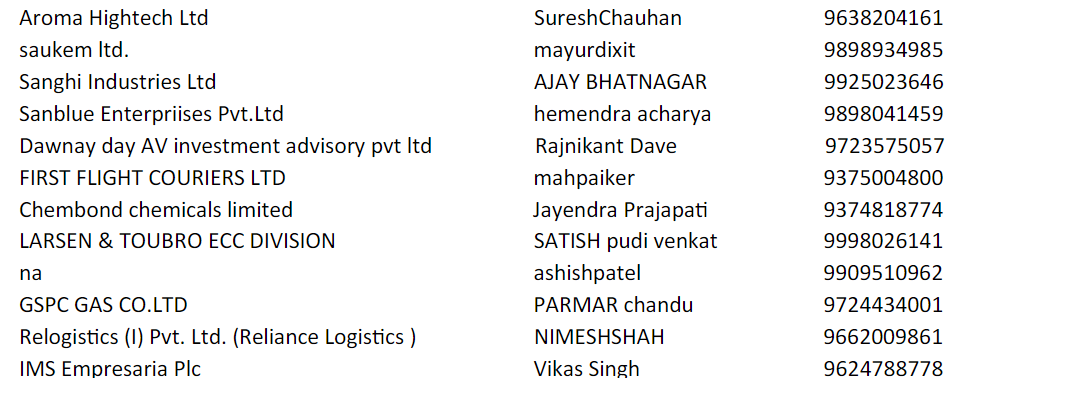 Aroma Hightech Ltd SureshChauhan 9638204161
saukem ltd. mayurdixit 9898934985
Sanghi Industries Ltd AJAY BHATNAGAR 9925023646
Sanblue Enterpriises Pvt.Ltd hemendra acharya 9898041459
Dawnay day AV investment advisory pvt ltd Rajnikant Dave 9723575057
FIRST FLIGHT COURIERS LTD mahpaiker 9375004800
Chembond chemicals limited Jayendra Prajapati 9374818774
LARSEN & TOUBRO ECC DIVISION SATISH pudi venkat 9998026141
na ashishpatel 9909510962
GSPC GAS CO.LTD PARMAR chandu 9724434001
Relogistics (I) Pvt. Ltd. (Reliance Logistics ) NIMESHSHAH 9662009861
IMS Empresaria Plc Vikas Singh 9624788778